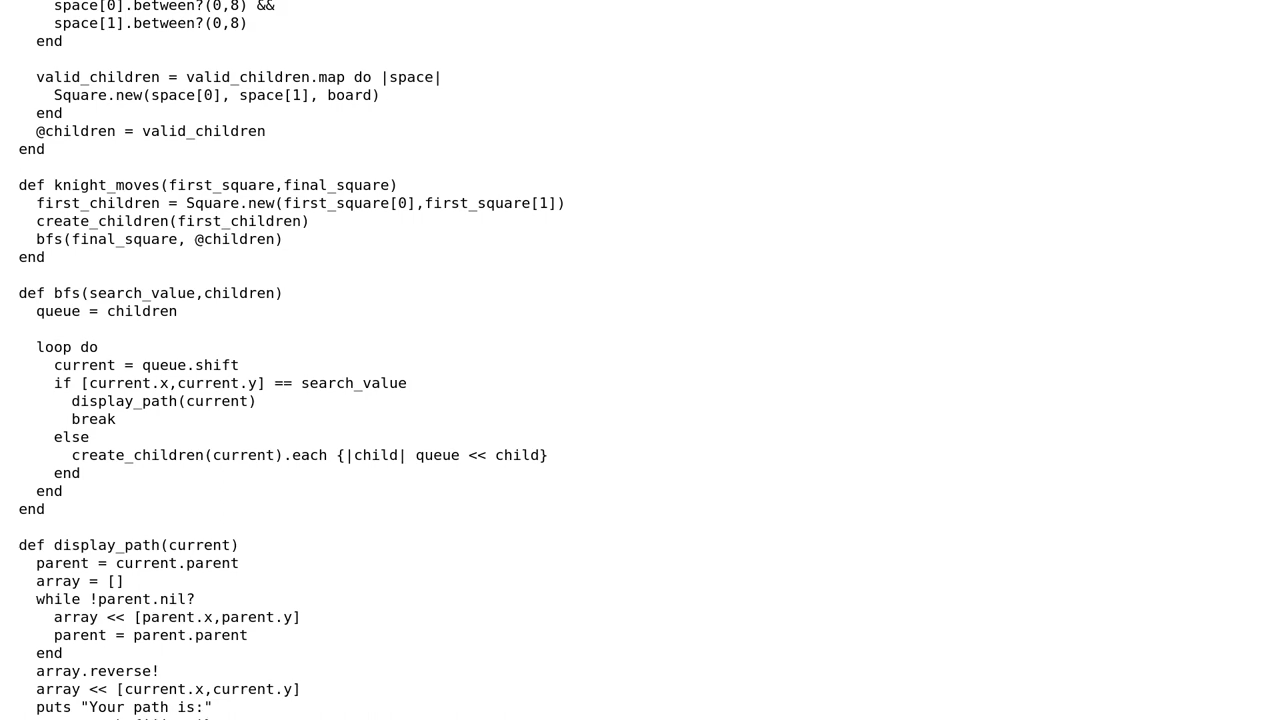 space[0].between?(0,8) &&
space[1].between?(0,8)
end
valid_children = valid_children.map do |space|
Square.new(space[0], space[1], board)
end
@children = valid_children
end
def knight_moves(first_square,final_square)
first_children = Square.new(first_square[0],first_square[1])
create_children(first_children)
bfs(final_square, @children)
end
def bfs(search_value,children)
queue = children
loop do
current = queue.shift
if [current.x,current.y] == search_value
display_path(current)
break
else
create_children(current).each {|child| queue << child}
end
end
end
def display_path(current)
parent = current.parent
array = []
while !parent.nil?
array << [parent.x,parent.y]
parent = parent.parent
end
array.reverse!
array << [current.x,current.y]
puts "Your path is:"